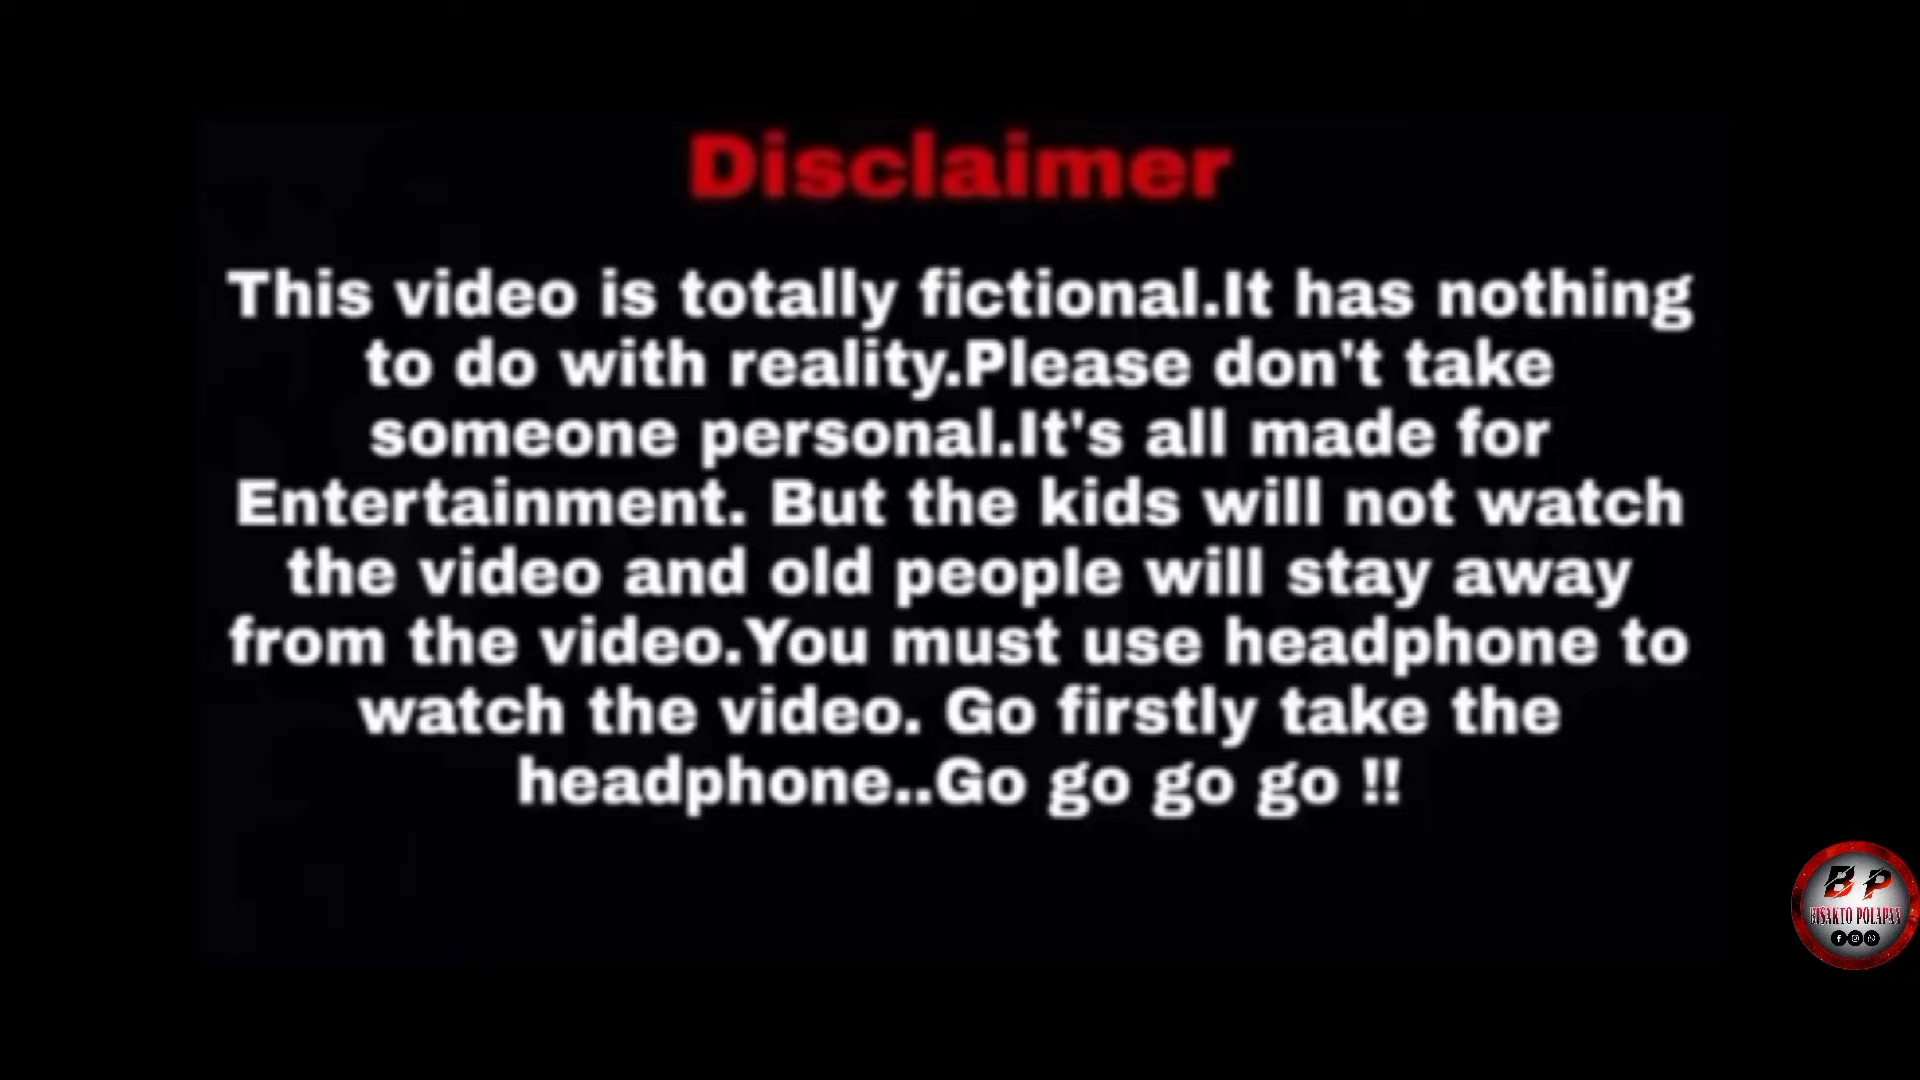 Disclaimer
This video is totally fictional.It has nothing
to do with reality.Please don't take
someone personal.It's all made for
Entertainment. But the kids will not watch
the video and old people will stay away
from the video.You must use headphone to
watch the video. Go firstly take the
headphone..Go go go go !!
BP
BISAKTO POLAPAN